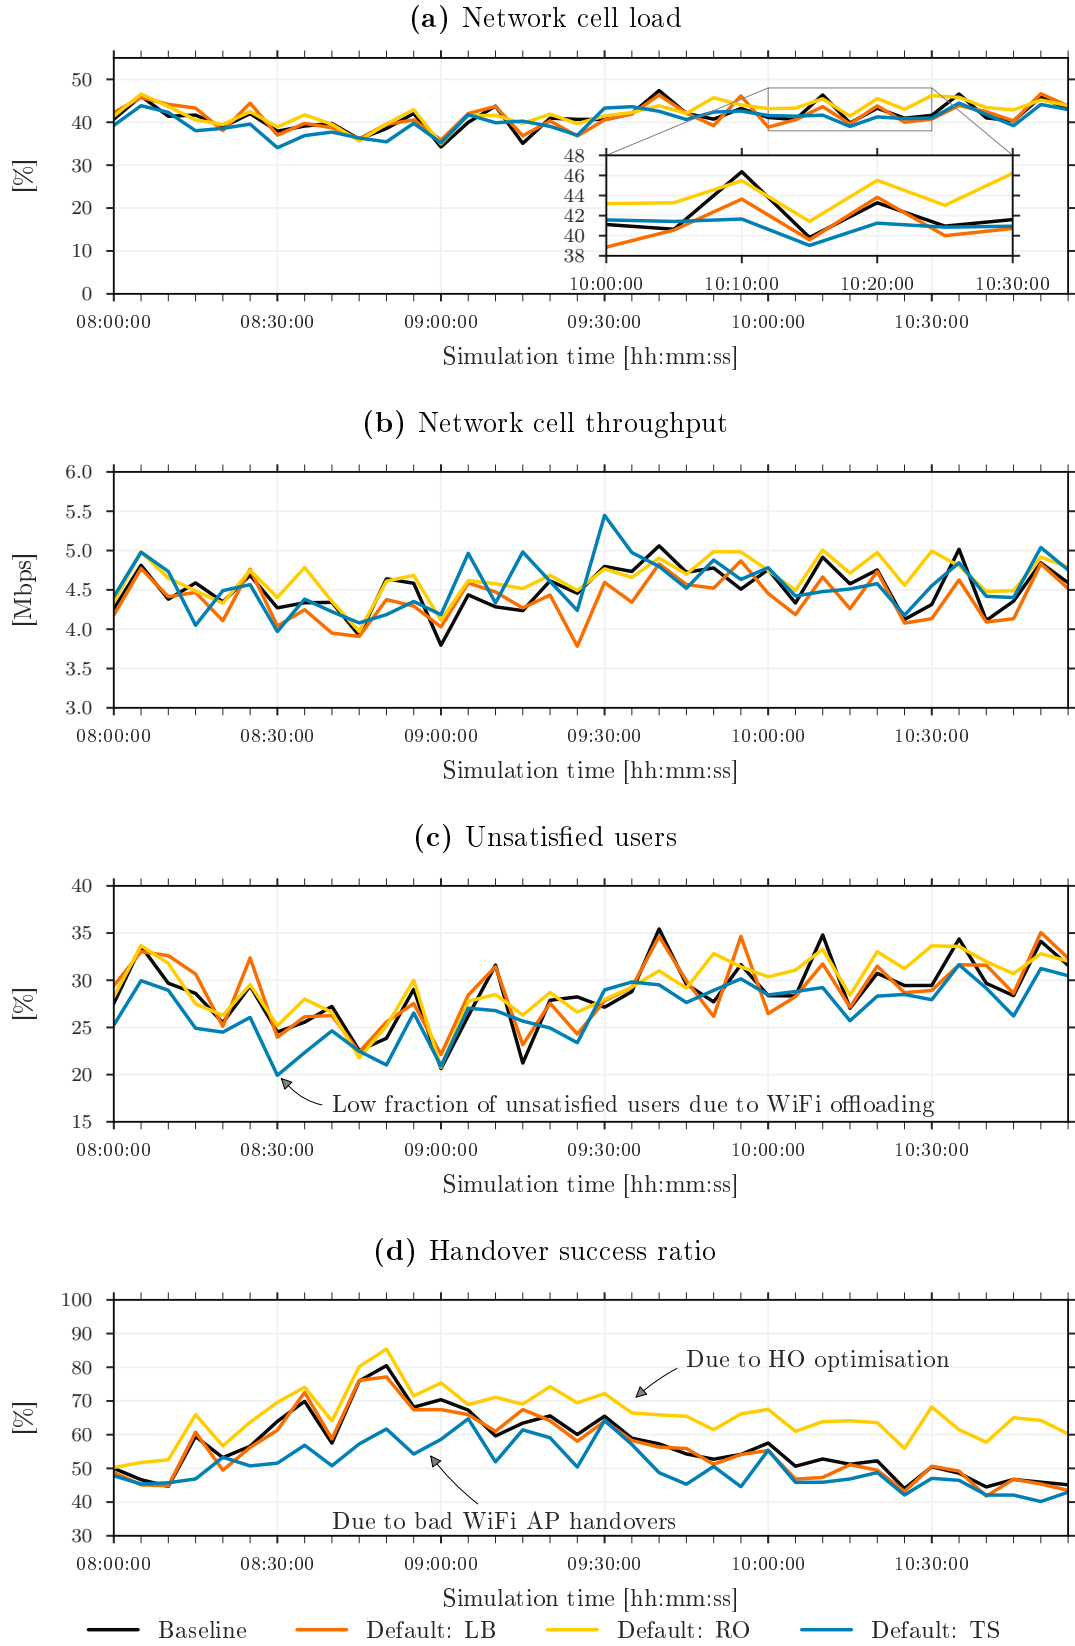 (a) Network cell load
[%]
50
40
30
20
10
0
48
46
44
42
40
38
10:00:00 10:10:00 10:20:00 10:30:00
08:00:00 08:30:00 09:00:00 09:30:00 10:00:00 10:30:00
Simulation time [hh:mm:ss]
(b) Network cell throughput
[Mbps]
6.0
5.5
5.0
4.5
4.0
3.5
3.0
08:00:00 08:30:00 09:00:00 09:30:00 10:00:00 10:30:00
Simulation time [hh:mm:ss]
(c) Unsatisfied users
[%]
40
35
30
25
20
15
Low fraction of unsatisfied users due to WiFi offloading
08:00:00 08:30:00 09:00:00 09:30:00 10:00:00 10:30:00
Simulation time [hh:mm:ss]
(d) Handover success ratio
[%]
100
90
80
70
60
50
40
30
Due to HO optimisation
Due to bad WiFi AP handovers
08:00:00 08:30:00 09:00:00 09:30:00 10:00:00 10:30:00
Simulation time [hh:mm:ss]
Baseline Default: LB Default: RO Default: TS